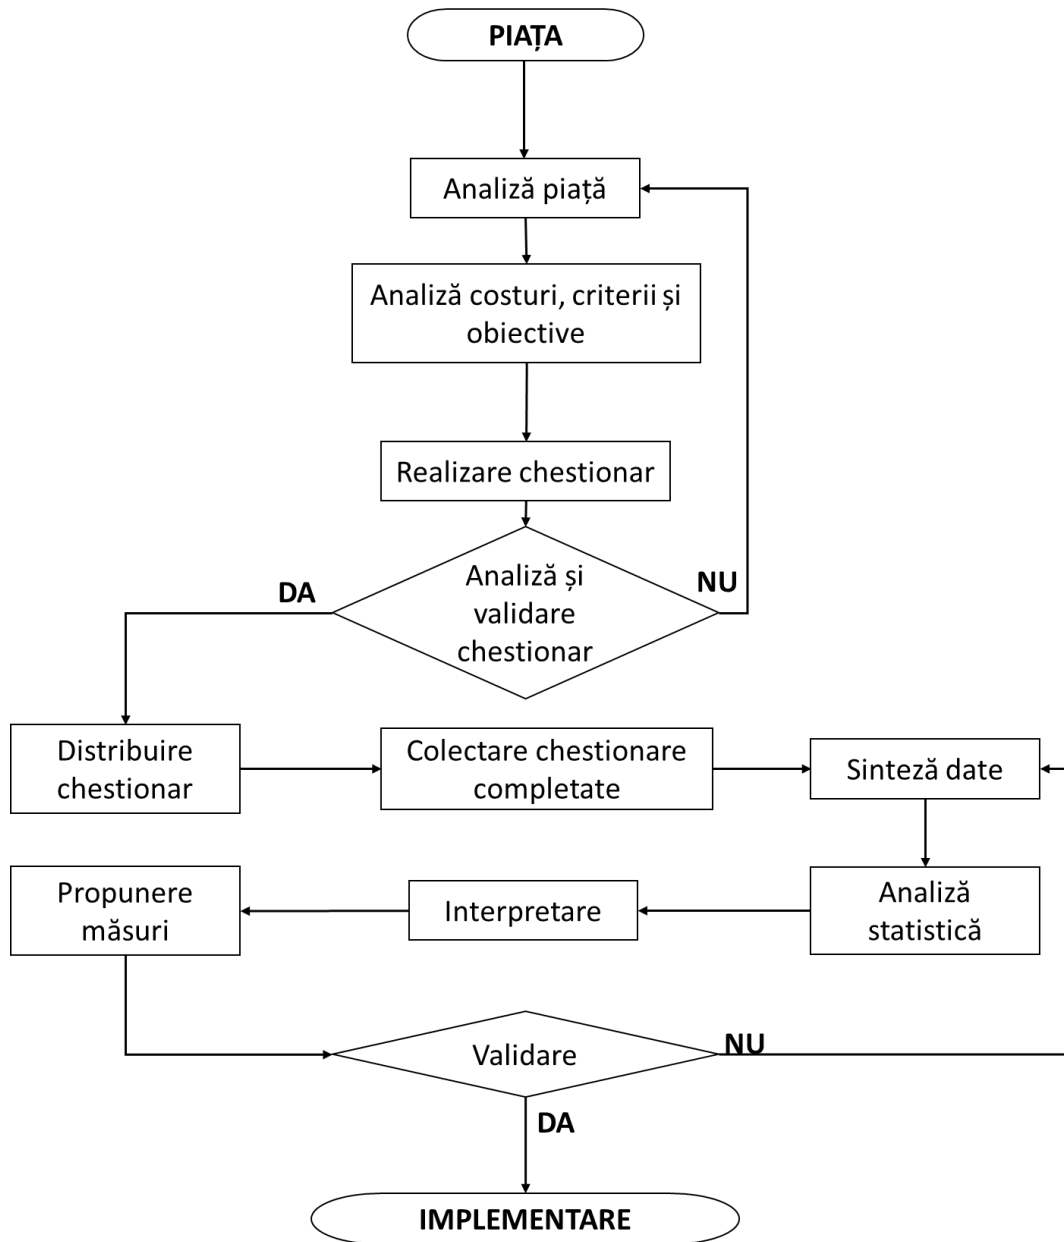 PIAȚA
Analiză piață
Analiză costuri, criterii și
obiective
Realizare chestionar
Analiză și
validare
chestionar
DA
NU
Distribuire
chestionar
Colectare chestionare
completate
Sinteză date
Propunere
măsuri
Interpretare
Analiză
statistică
Validare
NU
DA
IMPLEMENTARE